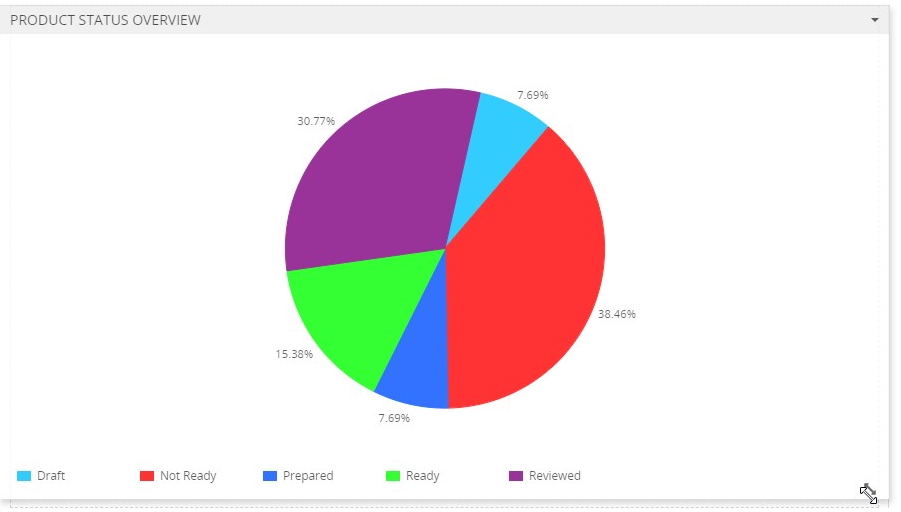 PRODUCT STATUS OVERVIEW
7.69%
30.77%
38.46%
15.38%
7.69%
Draft Not Ready Prepared Ready Reviewed